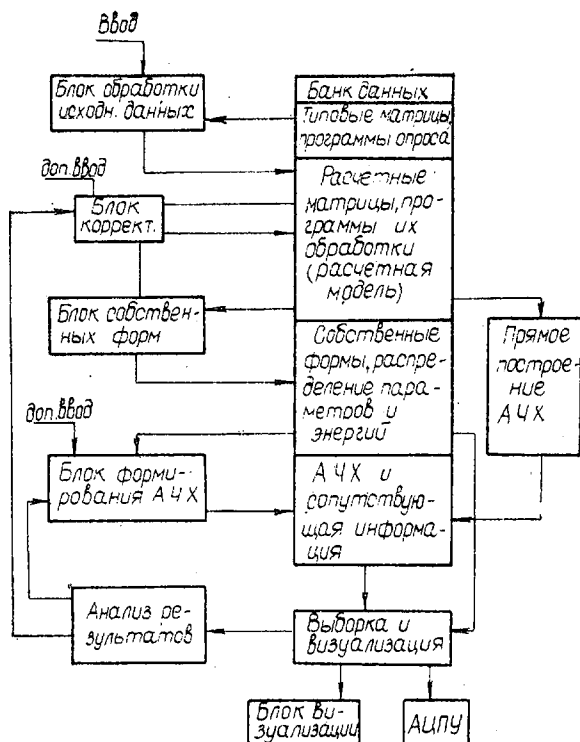 Ввод
Блок обработки
исходн. данных
Банк данных
Типовые матрицы,
программы опроса
доп. ввод
Блок
коррект.
Расчетные
матрицы, про-
граммы их
обработки
(расчетная
модель)
Блок собствен-
ных форм
Собственные
формы, распре-
деление пара-
метров и
энергий
Прямое
построе-
ние
АЧХ
доп. ввод
Блок форми-
рования АЧХ
АЧХ и
сопутствую-
щая информа-
ция
Анализ ре-
зультатов
Выборка и
визуализация
Блок ви-
зуализации
АЦПУ